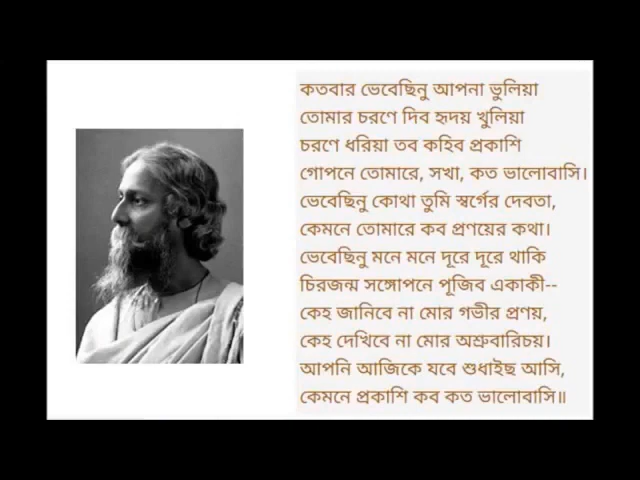 কতবার ভেবেছিনু আপনা ভুলিয়া
তোমার চরণে দিব হৃদয় খুলিয়া
চরণে ধরিয়া তব কহিব প্রকাশি
গোপনে তোমারে, সখা, কত ভালোবাসি।
ভেবেছিনু কোথা তুমি স্বর্গের দেবতা,
কেমনে তোমারে কব প্রণয়ের কথা।
ভেবেছিনু মনে মনে দূরে দূরে থাকি
চিরজন্ম সঙ্গোপনে পূজিব একাকী--
কেহ জানিবে না মোর গভীর প্রণয়,
কেহ দেখিবে না মোর অশ্রুবারিচয়।
আপনি আজিকে যবে শুধাইছ আসি,
কেমনে প্রকাশি কব কত ভালোবাসি॥